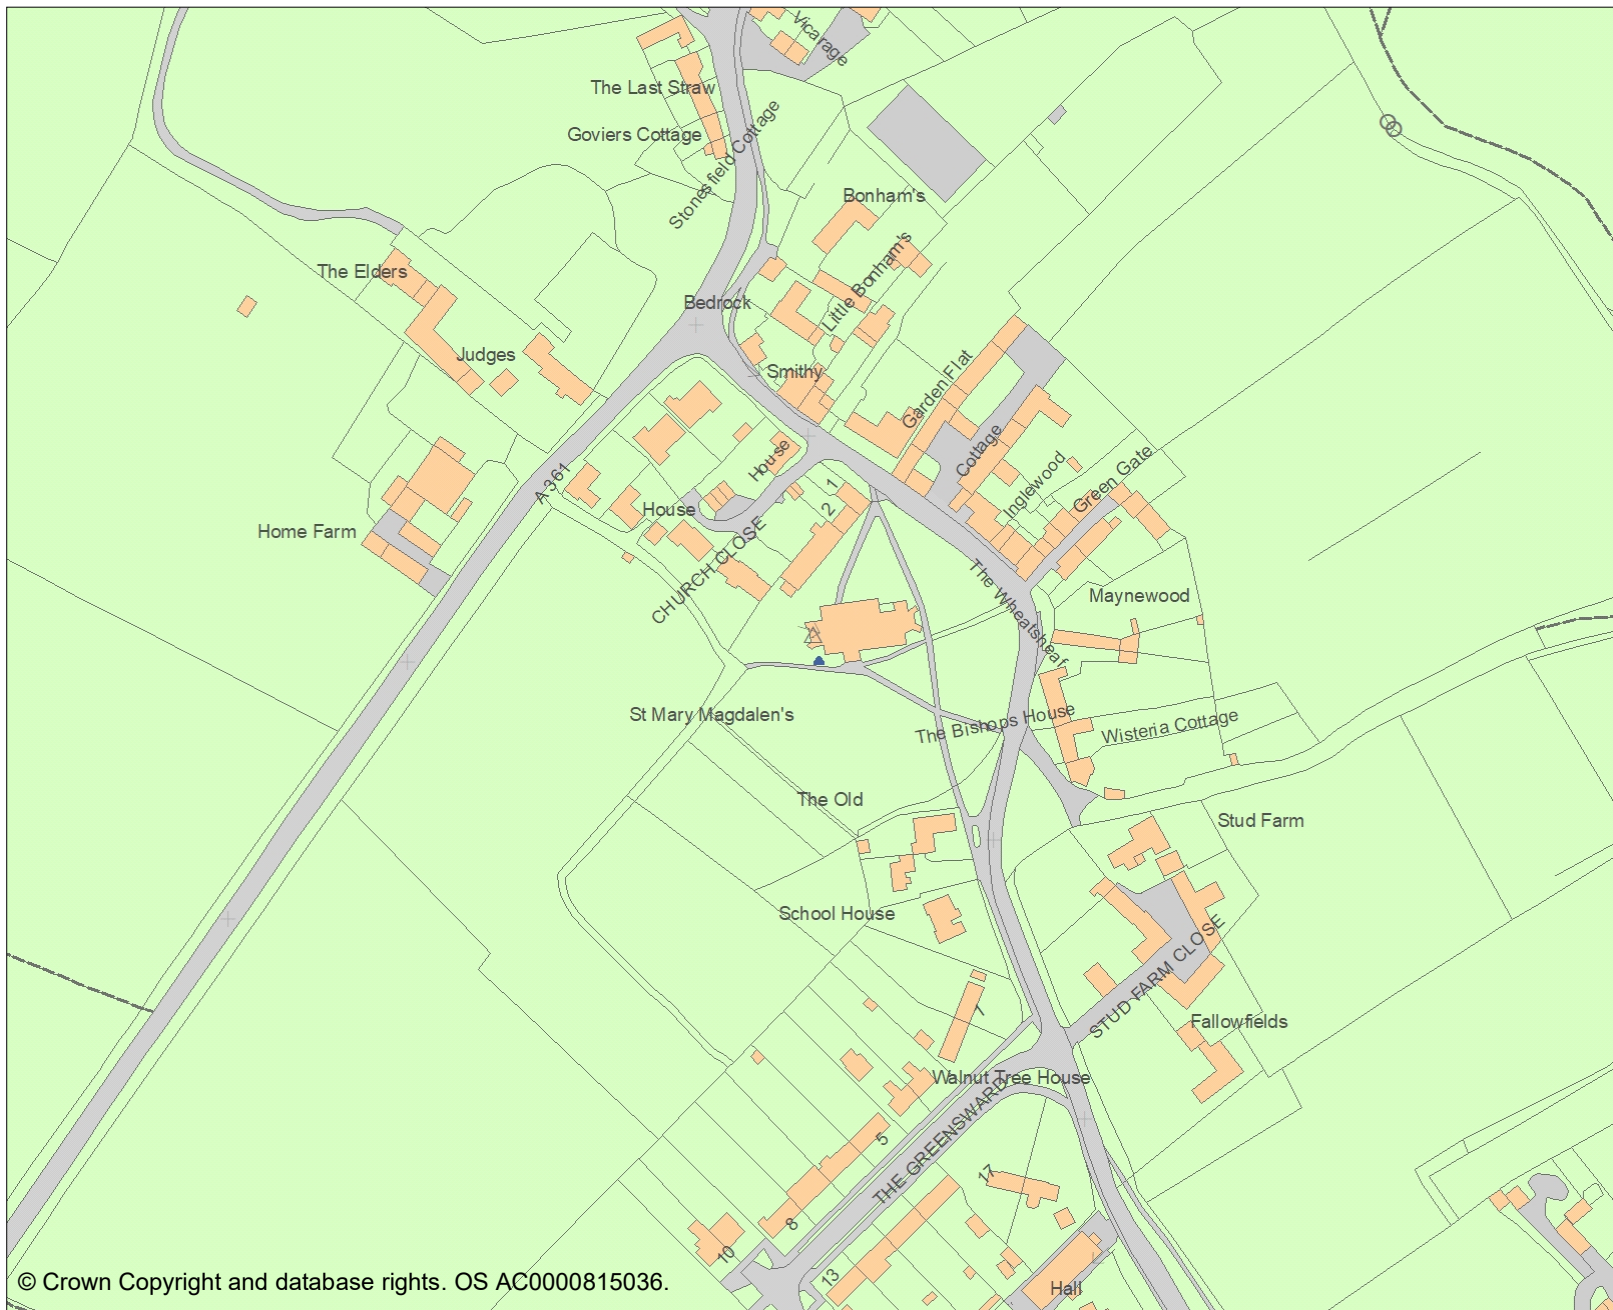 Vicarage
The Last Straw
Goviers Cottage
Stonesfield Cottage
Bonham's
Little Bonham's
The Elders
Bedrock
Judges
Smithy
Garden Flat
Cottage
House
Inglewood
Green Gate
A 361
1
2
House
Home Farm
CHURCH CLOSE
The Wheatsheaf
Maynewood
St Mary Magdalen's
The Bishops House
Wisteria Cottage
The Old
Stud Farm
School House
STUD FARM CLOSE
1
Fallowfields
Walnut Tree House
THE GREENSWARD
5
17
8
10
13
Hall
© Crown Copyright and database rights. OS AC0000815036.